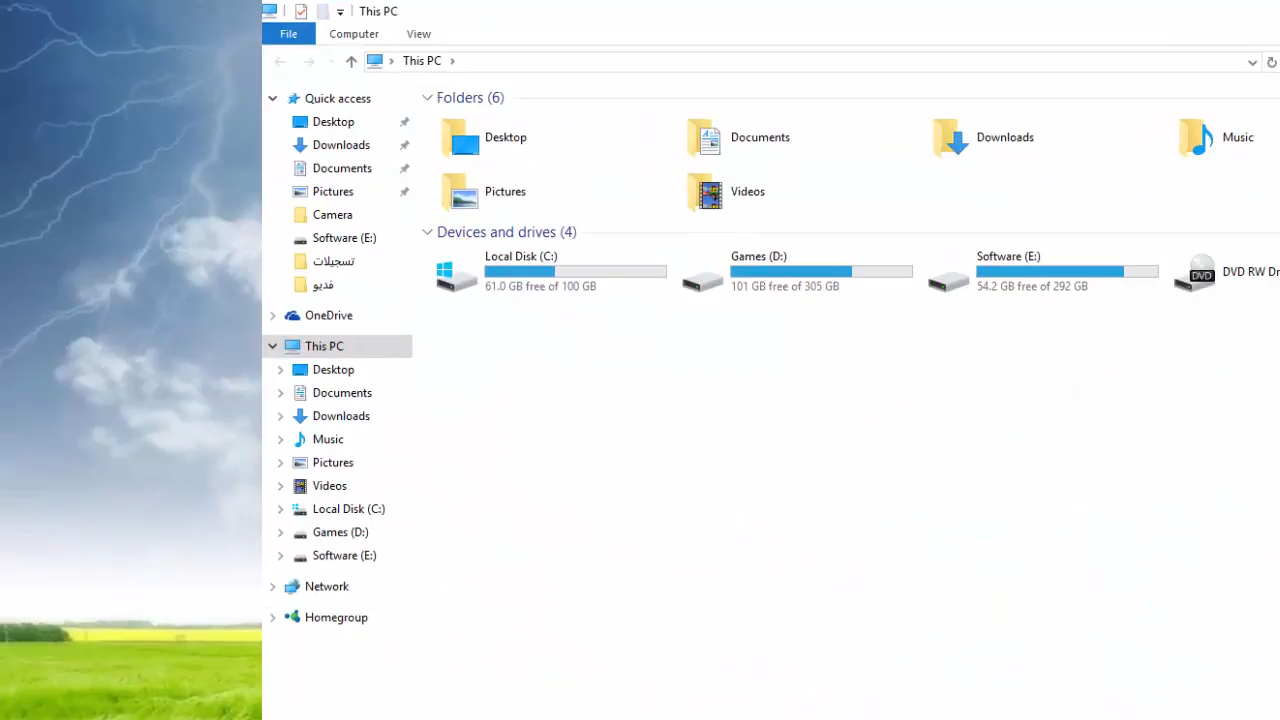 This PC
File Computer View
This PC
Quick access
Desktop
Downloads
Documents
Pictures
Camera
Software (E:)
تسجيلات
فديو
OneDrive
This PC
Desktop
Documents
Downloads
Music
Pictures
Videos
Local Disk (C:)
Games (D:)
Software (E:)
Network
Homegroup
Folders (6)
Desktop
Documents
Downloads
Music
Pictures
Videos
Devices and drives (4)
Local Disk (C:)
61.0 GB free of 100 GB
Games (D:)
101 GB free of 305 GB
Software (E:)
54.2 GB free of 292 GB
DVD
DVD RW Dr